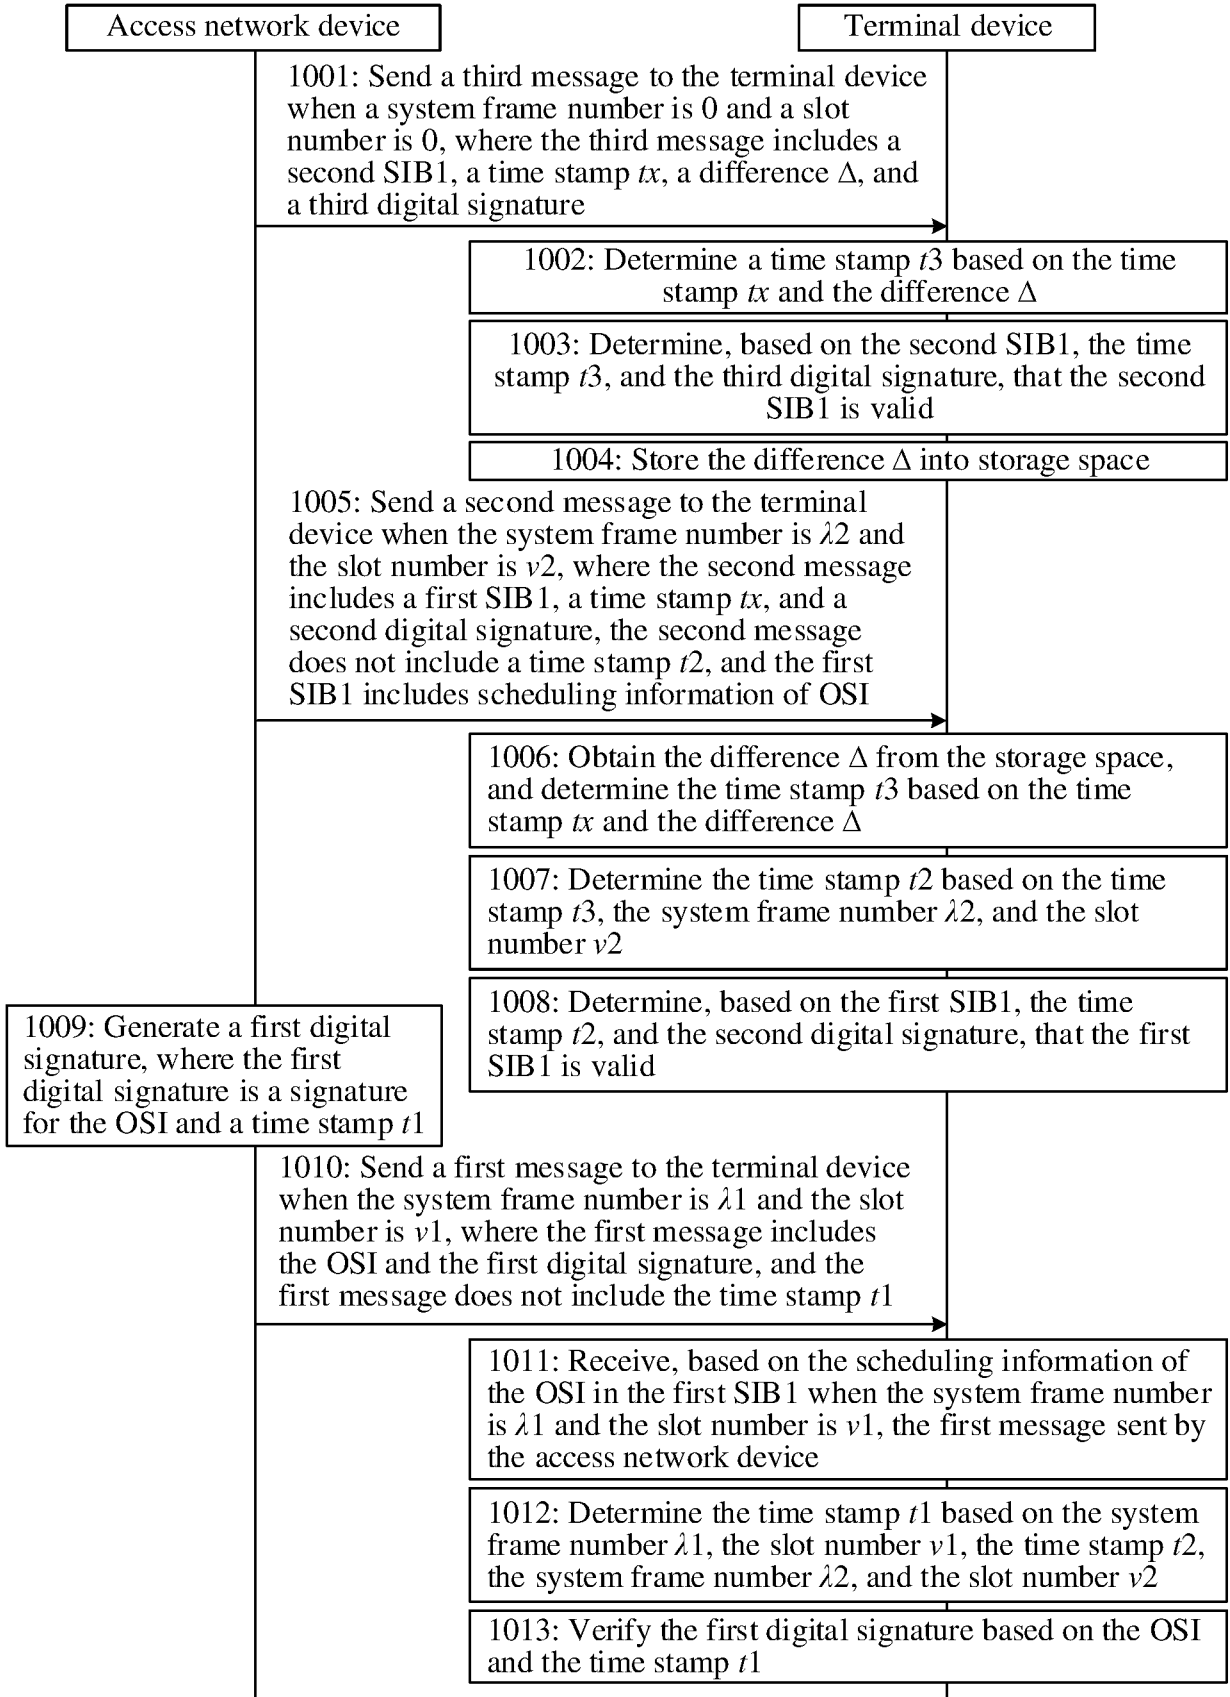 Access network device
Terminal device
1001: Send a third message to the terminal device
when a system frame number is 0 and a slot
number is 0, where the third message includes a
second SIB1, a time stamp tx, a difference Δ, and
a third digital signature
1002: Determine a time stamp t3 based on the time
stamp tx and the difference Δ
1003: Determine, based on the second SIB1, the time
stamp t3, and the third digital signature, that the second
SIB1 is valid
1004: Store the difference Δ into storage space
1005: Send a second message to the terminal
device when the system frame number is λ2 and
the slot number is v2, where the second message
includes a first SIB1, a time stamp tx, and a
second digital signature, the second message
does not include a time stamp t2, and the first
SIB1 includes scheduling information of OSI
1006: Obtain the difference Δ from the storage space,
and determine the time stamp t3 based on the time
stamp tx and the difference Δ
1007: Determine the time stamp t2 based on the time
stamp t3, the system frame number λ2, and the slot
number v2
1008: Determine, based on the first SIB1, the time
stamp t2, and the second digital signature, that the first
SIB1 is valid
1009: Generate a first digital
signature, where the first
digital signature is a signature
for the OSI and a time stamp t1
1010: Send a first message to the terminal device
when the system frame number is λ1 and the slot
number is v1, where the first message includes
the OSI and the first digital signature, and the
first message does not include the time stamp t1
1011: Receive, based on the scheduling information of
the OSI in the first SIB1 when the system frame number
is λ1 and the slot number is v1, the first message sent by
the access network device
1012: Determine the time stamp t1 based on the system
frame number λ1, the slot number v1, the time stamp t2,
the system frame number λ2, and the slot number v2
1013: Verify the first digital signature based on the OSI
and the time stamp t1